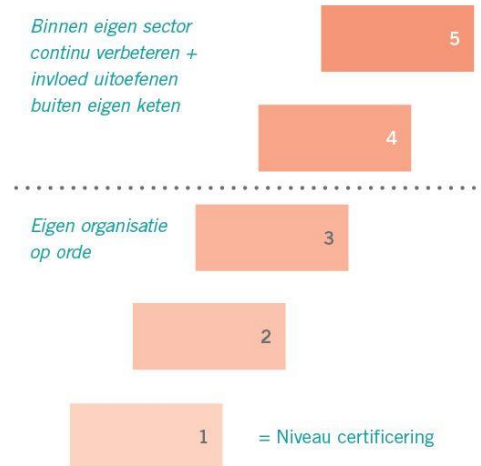 Binnen eigen sector
continu verbeteren +
invloed uitoefenen
buiten eigen keten
5
4
Eigen organisatie
op orde
3
2
1
= Niveau certificering